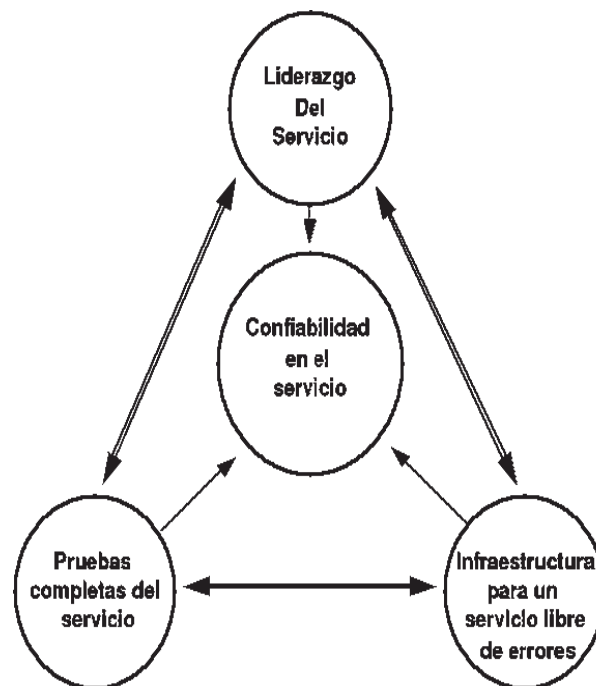 Liderazgo
Del
Servicio
Confiabilidad
en el
servicio
Pruebas
completas del
servicio
Infraestructura
para un
servicio libre
de errores